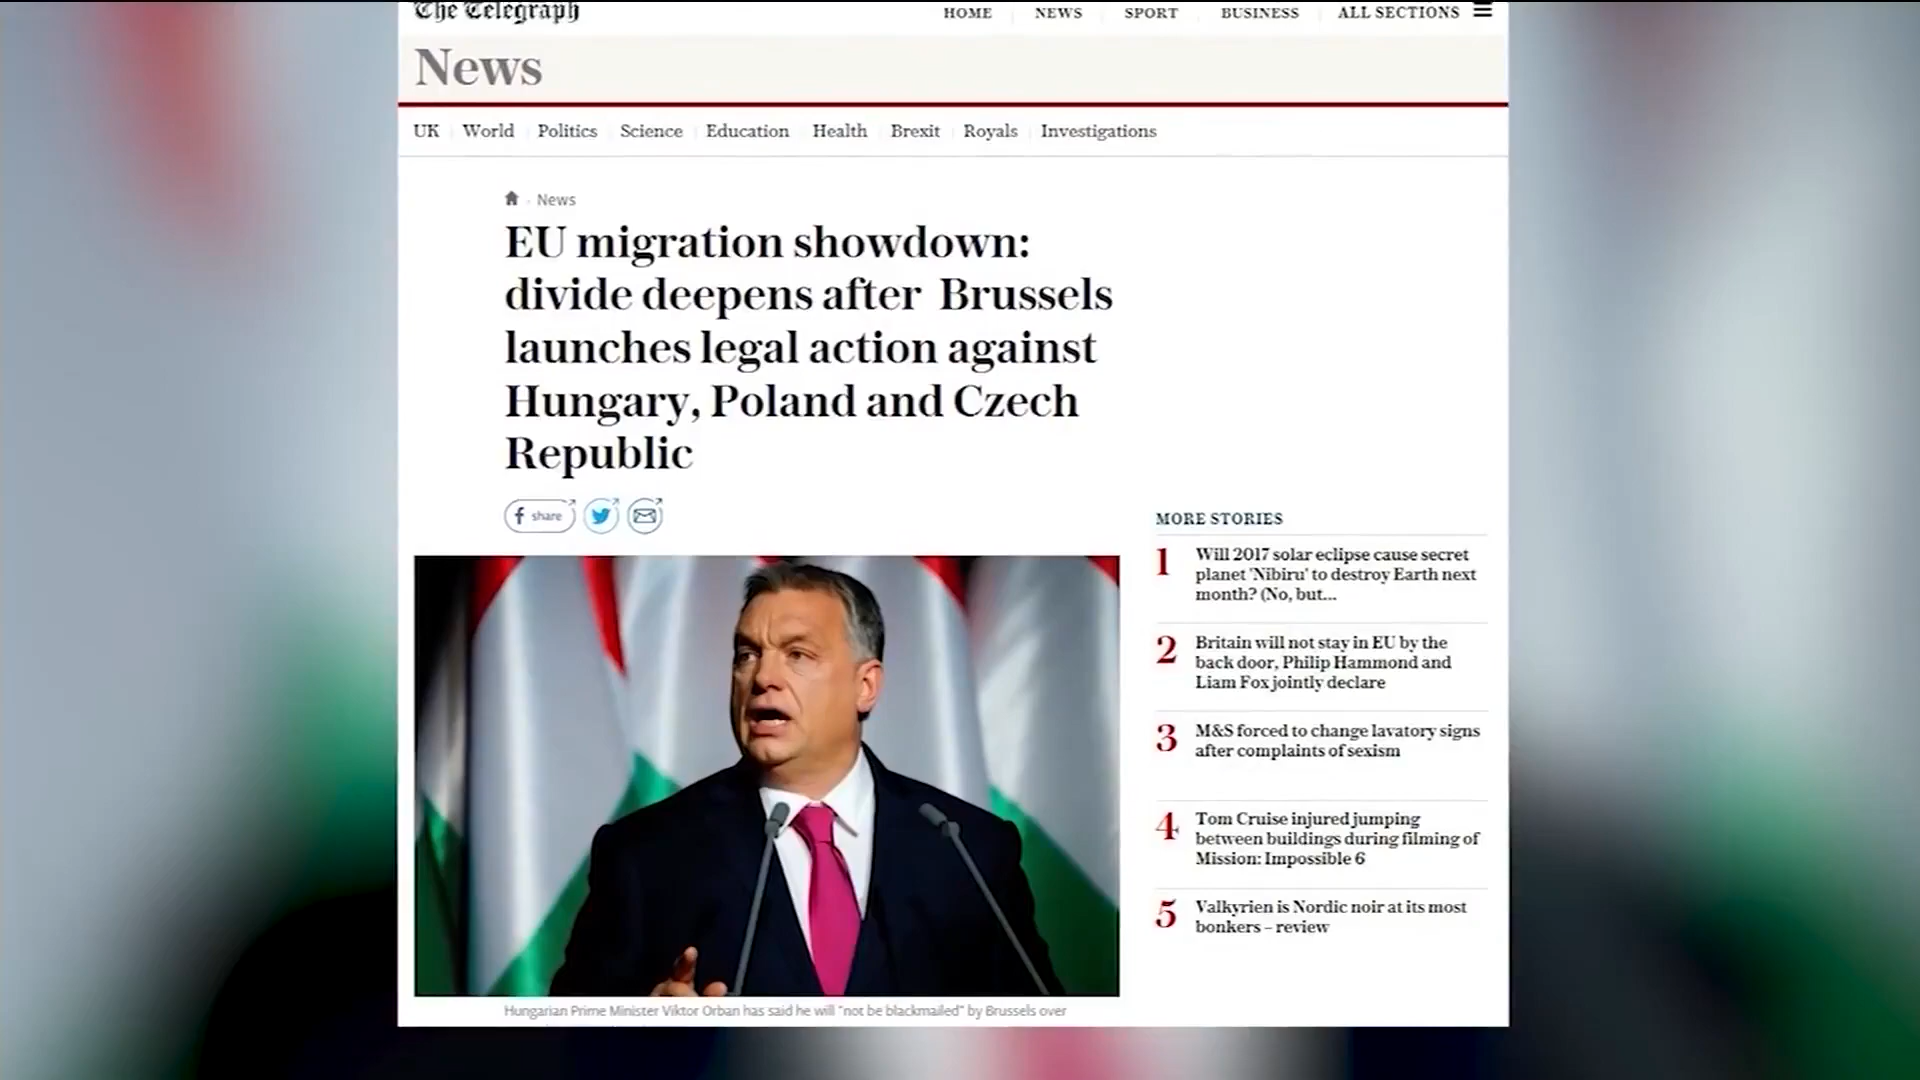 The Telegraph
HOME NEWS SPORT BUSINESS ALL SECTIONS
News
UK World Politics Science Education Health Brexit Royals Investigations
News
EU migration showdown:
divide deepens after Brussels
launches legal action against
Hungary, Poland and Czech
Republic
share
MORE STORIES
1 Will 2017 solar eclipse cause secret
planet 'Nibiru' to destroy Earth next
month? (No, but...
2 Britain will not stay in EU by the
back door, Philip Hammond and
Liam Fox jointly declare
3 M&S forced to change lavatory signs
after complaints of sexism
4 Tom Cruise injured jumping
between buildings during filming of
Mission: Impossible 6
5 Valkyrien is Nordic noir at its most
bonkers – review
Hungarian Prime Minister Viktor Orban has said he will "not be blackmailed" by Brussels over